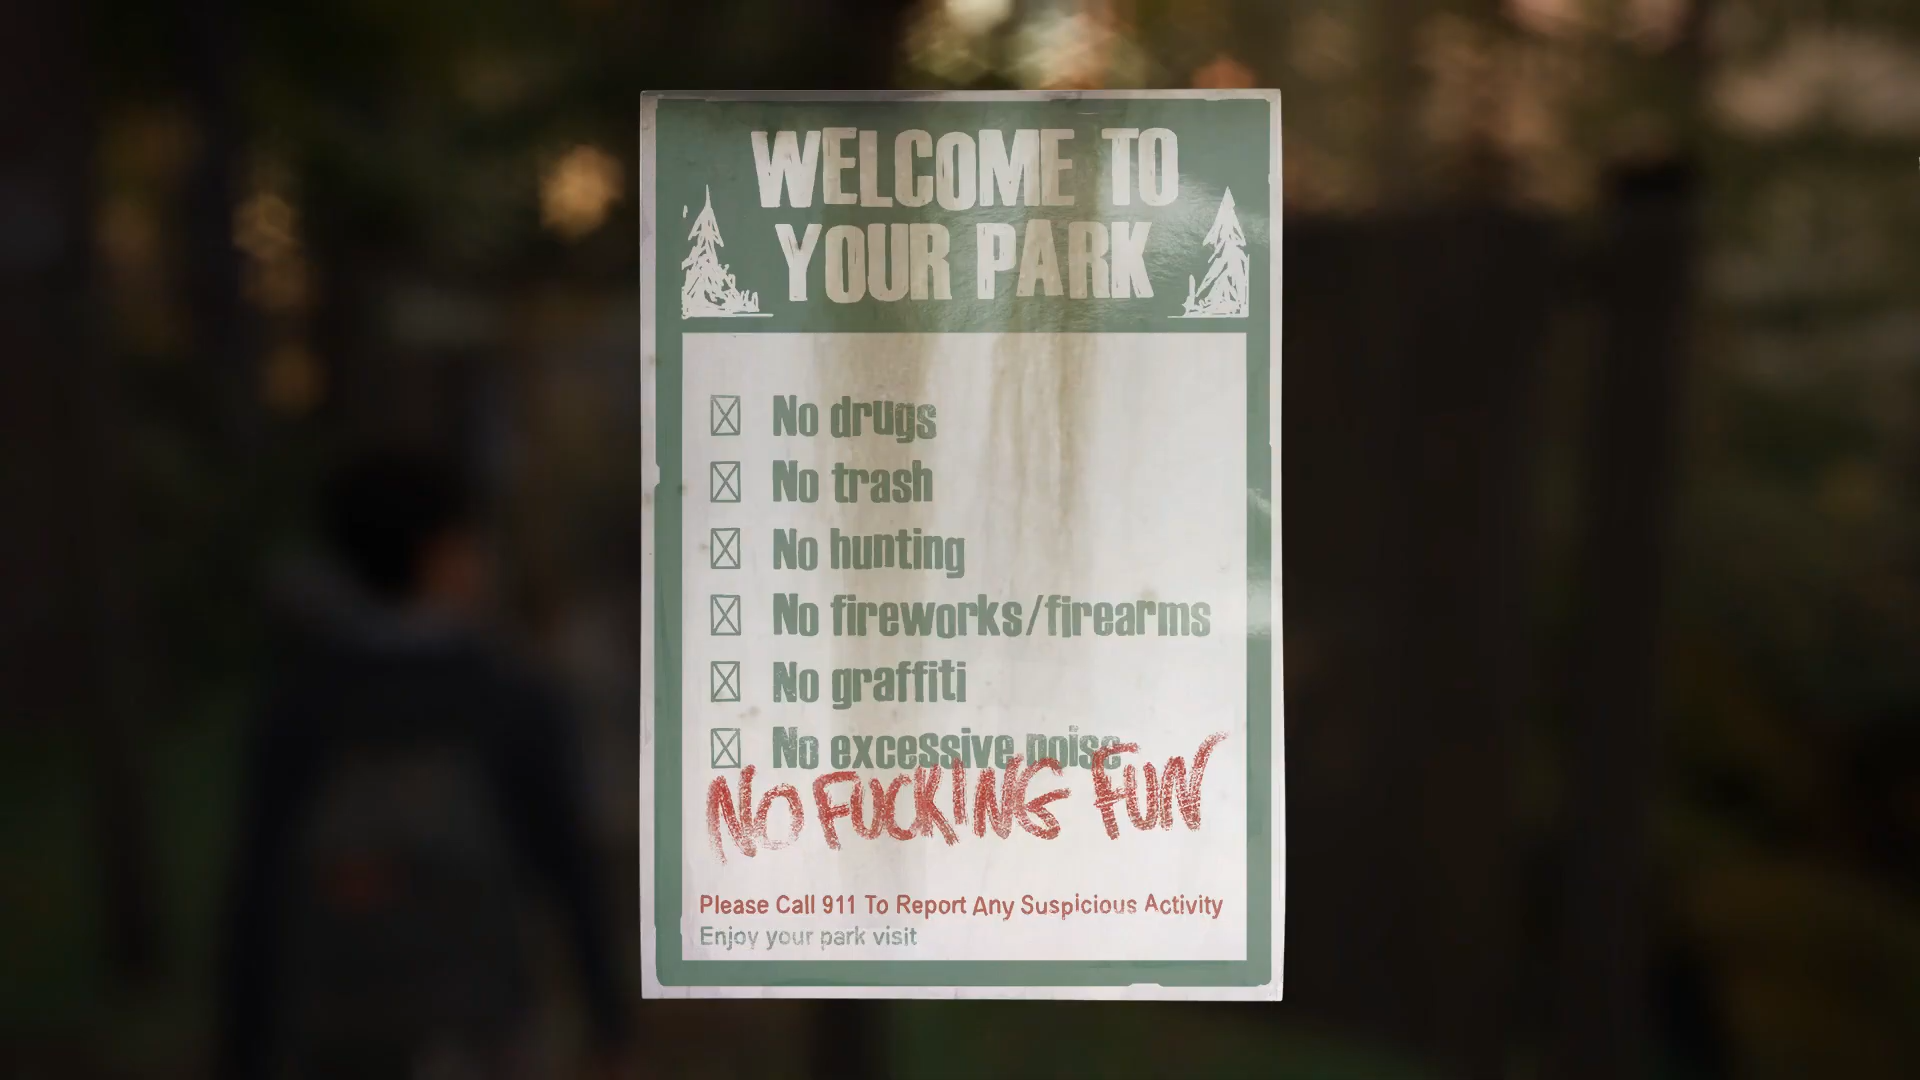 WELCOME TO
YOUR PARK
No drugs
No trash
No hunting
No fireworks/firearms
No graffiti
No excessive noise
NO FUCKING FUN
Please Call 911 To Report Any Suspicious Activity
Enjoy your park visit